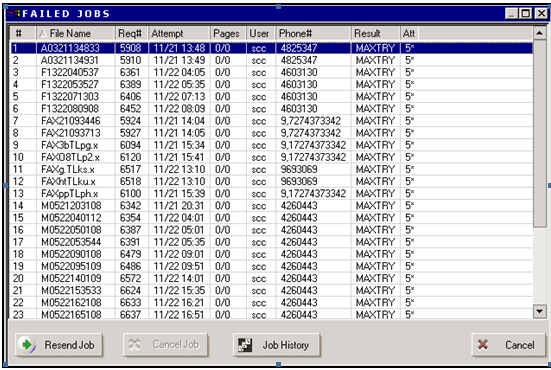 FAILED JOBS
# File Name Req# Attempt Pages User Phone# Result Att
1 A0321134833 5908 11/21 13:48 0/0 scc 4825347 MAXTRY 5*
2 A0321134931 5910 11/21 13:49 0/0 scc 4825347 MAXTRY 5*
3 F1322040537 6361 11/22 04:05 0/0 scc 4603130 MAXTRY 5*
4 F1322053527 6389 11/22 05:35 0/0 scc 4603130 MAXTRY 5*
5 F1322071303 6406 11/22 07:13 0/0 scc 4603130 MAXTRY 5*
6 F1322080908 6452 11/22 08:09 0/0 scc 4603130 MAXTRY 5*
7 FAX21093446 5924 11/21 14:04 0/0 scc 9,7274373342 MAXTRY 5*
8 FAX21093713 5927 11/21 14:05 0/0 scc 9,7274373342 MAXTRY 5*
9 FAX3bTLpg.x 6094 11/21 15:34 0/0 scc 9,17274373342 MAXTRY 5*
10 FAXO8TLp2.x 6120 11/21 15:41 0/0 scc 9,17274373342 MAXTRY 5*
11 FAXg.TLks.x 6517 11/22 13:10 0/0 scc 9693069 MAXTRY 5*
12 FAXhtTLku.x 6518 11/22 13:10 0/0 scc 9693069 MAXTRY 5*
13 FAXppTLph.x 6100 11/21 15:39 0/0 scc 9,17274373342 MAXTRY 5*
14 M0521203108 6342 11/21 20:31 0/0 scc 4260443 MAXTRY 5*
15 M0522040112 6354 11/22 04:01 0/0 scc 4260443 MAXTRY 5*
16 M0522050108 6387 11/22 05:01 0/0 scc 4260443 MAXTRY 5*
17 M0522053544 6391 11/22 05:35 0/0 scc 4260443 MAXTRY 5*
18 M0522090108 6479 11/22 09:01 0/0 scc 4260443 MAXTRY 5*
19 M0522095109 6486 11/22 09:51 0/0 scc 4260443 MAXTRY 5*
20 M0522140109 6572 11/22 14:01 0/0 scc 4260443 MAXTRY 5*
21 M0522153533 6624 11/22 15:35 0/0 scc 4260443 MAXTRY 5*
22 M0522162108 6633 11/22 16:21 0/0 scc 4260443 MAXTRY 5*
23 M0522165108 6637 11/22 16:51 0/0 scc 4260443 MAXTRY 5*
Resend Job Cancel Job Job History Cancel